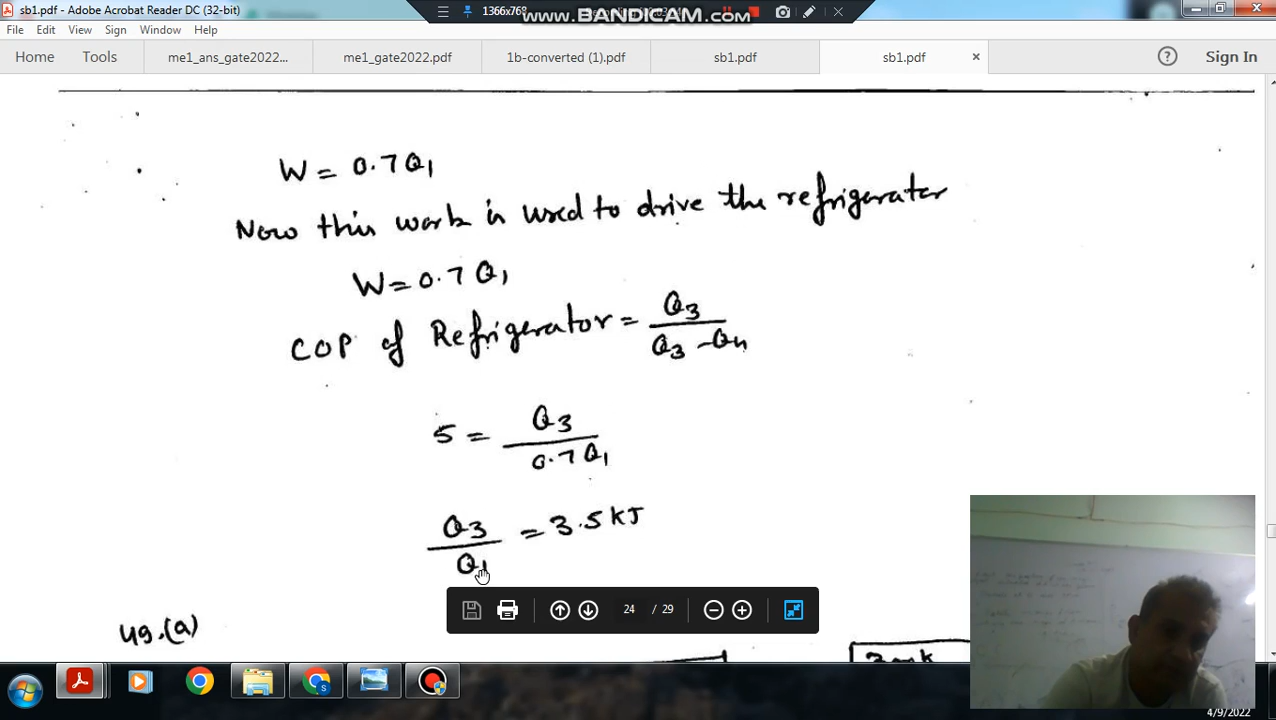 sb1.pdf - Adobe Acrobat Reader DC (32-bit)
1366x768
www.BANDICAM.com
File Edit View Sign Window Help
Home Tools me1_ans_gate2022... me1_gate2022.pdf 1b-converted (1).pdf sb1.pdf sb1.pdf × Sign In
W = 0.7Q1
Now this work is used to drive the refrigerator
W = 0.7 Q1
COP of Refrigerator = Q3 / Q3 - Q4
5 = Q3 / 0.7Q1
Q3 / Q1 = 3.5 kJ
24 / 29
49.(a)
4/9/2022